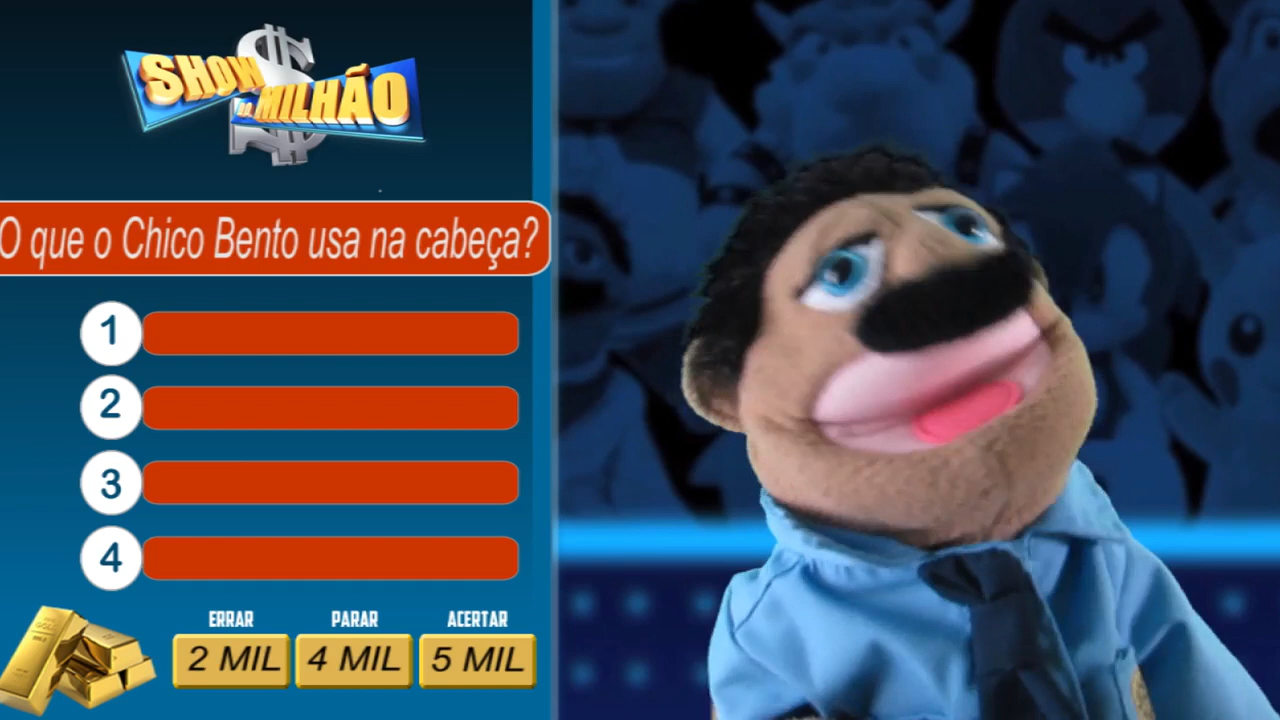 SHOW
DO MILHÃO
O que o Chico Bento usa na cabeça?
1
2
3
4
ERRAR PARAR ACERTAR
2 MIL 4 MIL 5 MIL